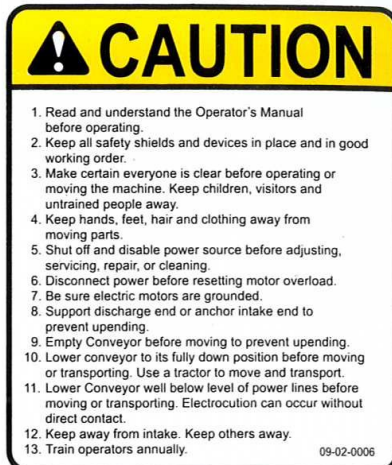 CAUTION
1. Read and understand the Operator's Manual
before operating.
2. Keep all safety shields and devices in place and in good
working order.
3. Make certain everyone is clear before operating or
moving the machine. Keep children, visitors and
untrained people away.
4. Keep hands, feet, hair and clothing away from
moving parts.
5. Shut off and disable power source before adjusting,
servicing, repair, or cleaning.
6. Disconnect power before resetting motor overload.
7. Be sure electric motors are grounded.
8. Support discharge end or anchor intake end to
prevent upending.
9. Empty Conveyor before moving to prevent upending.
10. Lower conveyor to its fully down position before moving
or transporting. Use a tractor to move and transport.
11. Lower Conveyor well below level of power lines before
moving or transporting. Electrocution can occur without
direct contact.
12. Keep away from intake. Keep others away.
13. Train operators annually. 09-02-0006